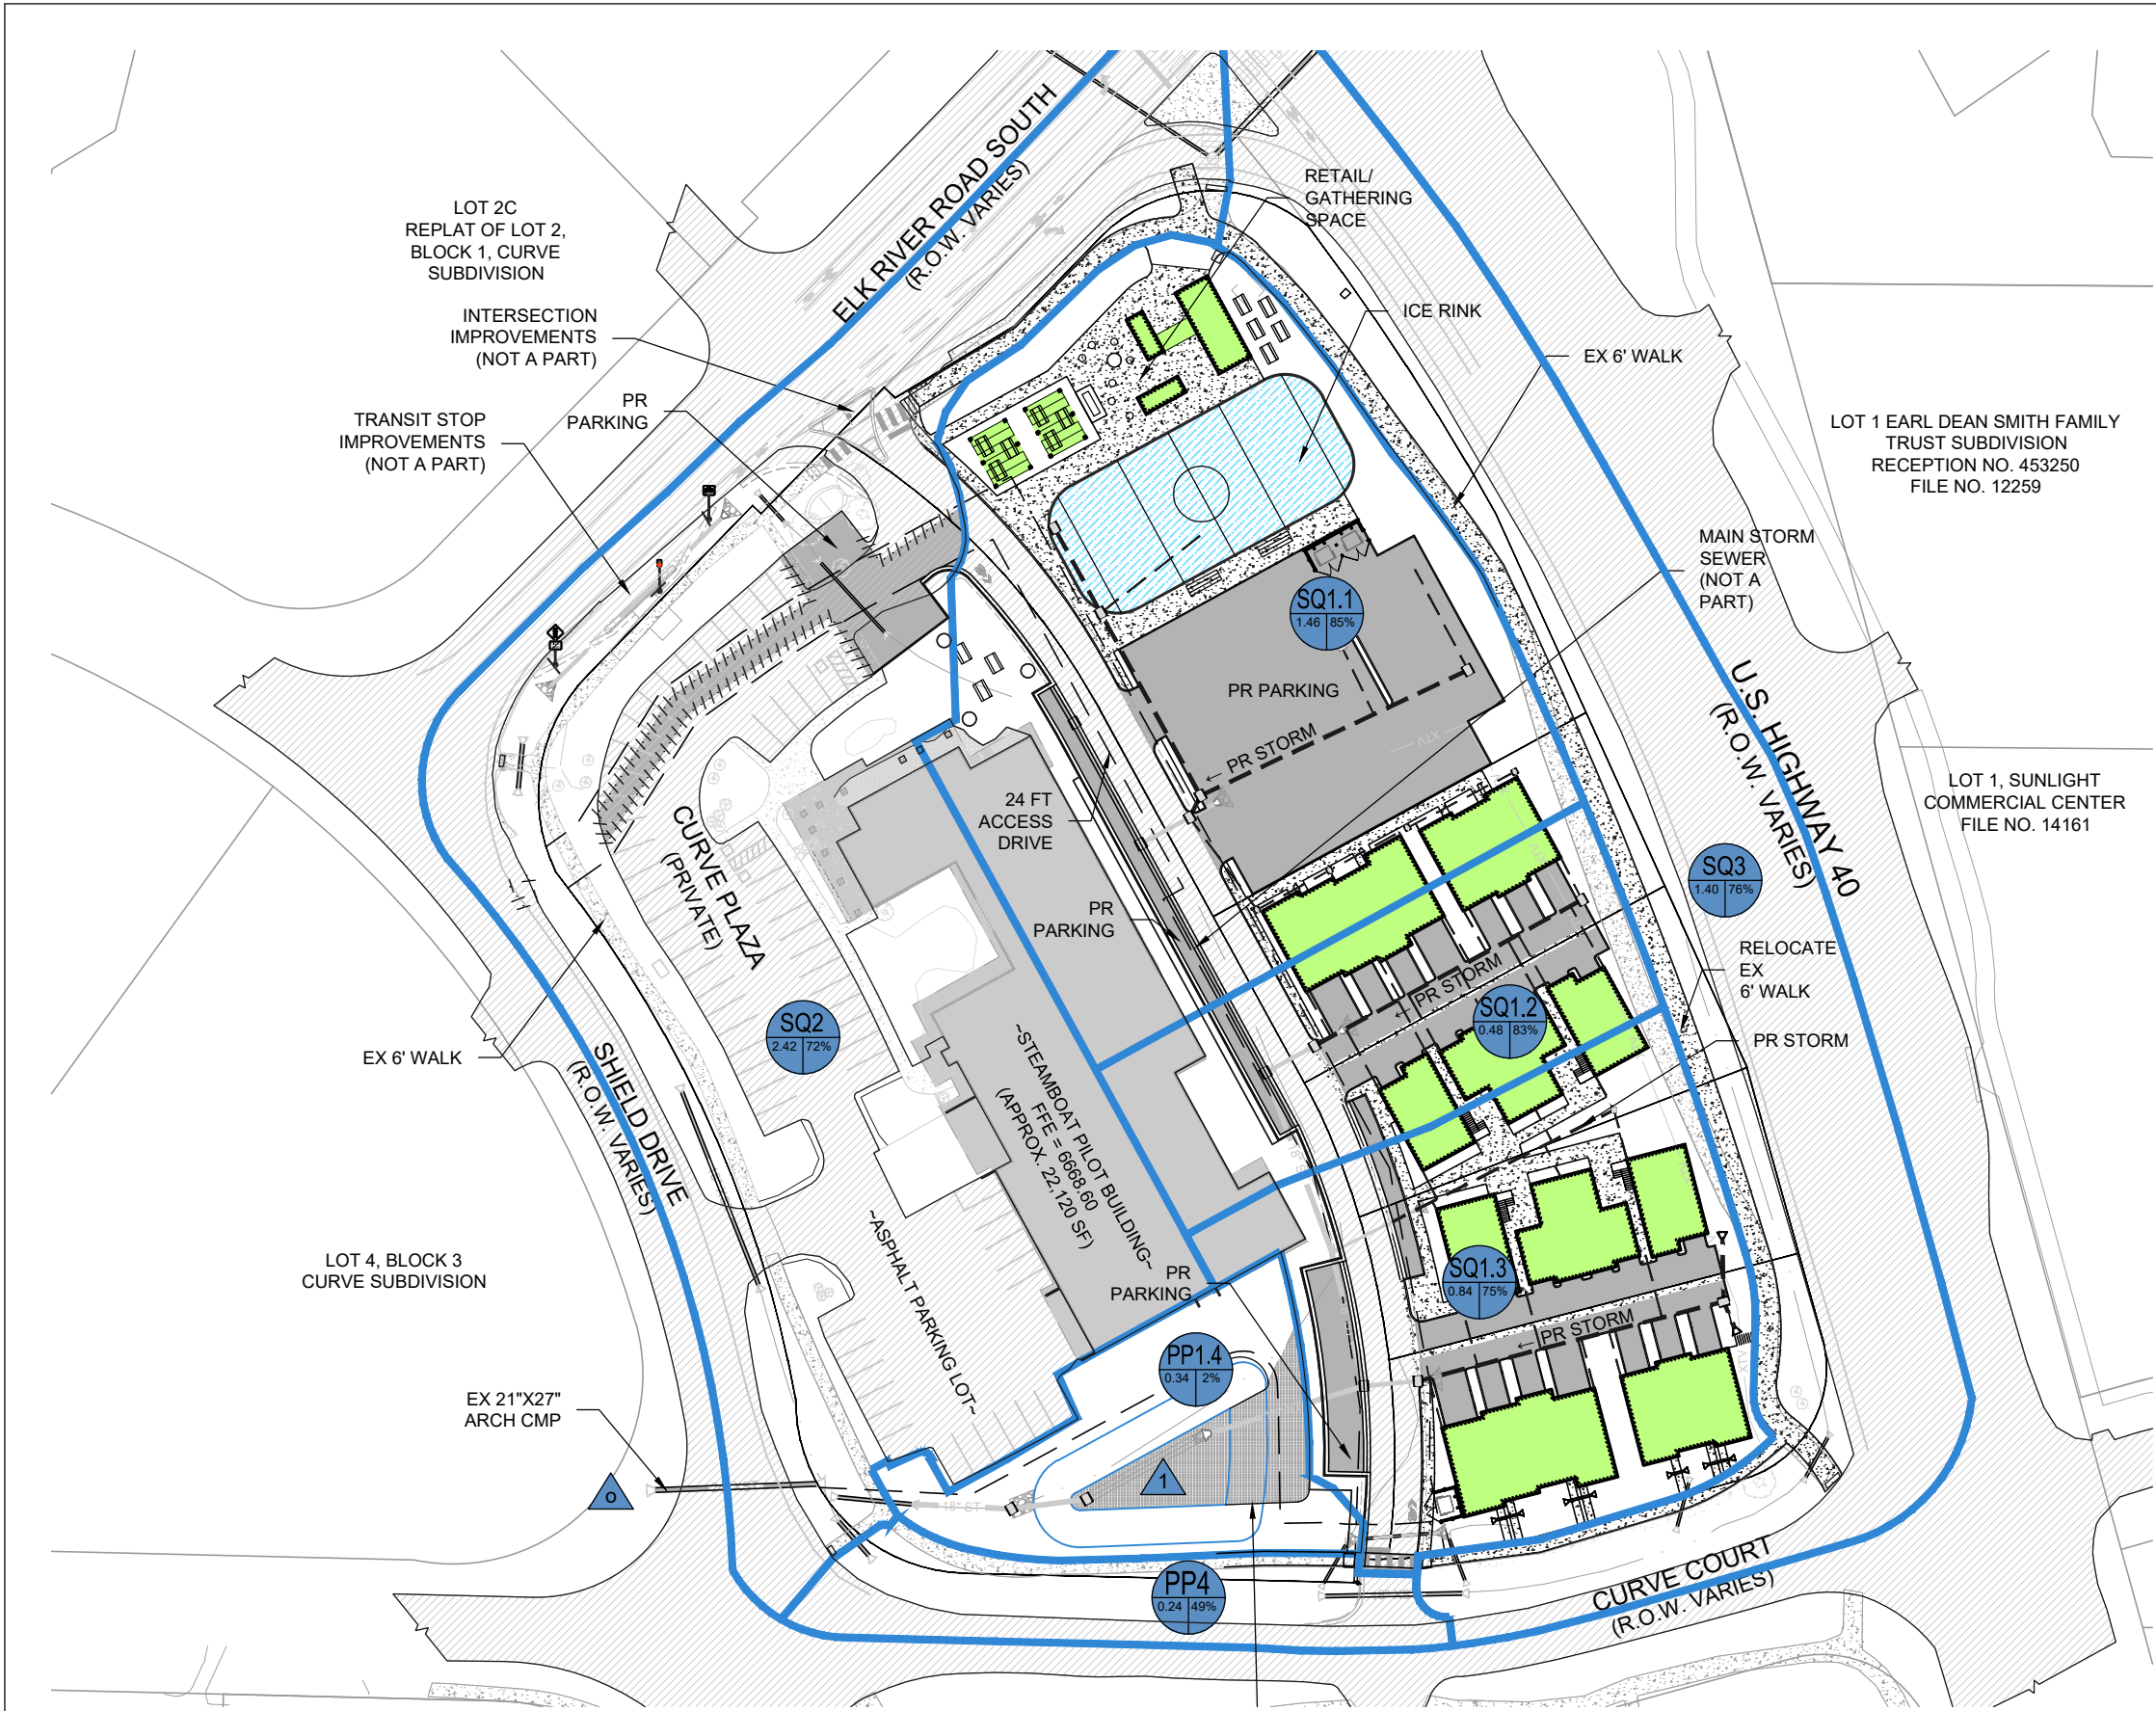 LOT 2C
REPLAT OF LOT 2,
BLOCK 1, CURVE
SUBDIVISION
INTERSECTION
IMPROVEMENTS
(NOT A PART)
TRANSIT STOP
IMPROVEMENTS
(NOT A PART)
PR
PARKING
ELK RIVER ROAD SOUTH
(R.O.W. VARIES)
RETAIL/
GATHERING
SPACE
ICE RINK
EX 6' WALK
LOT 1 EARL DEAN SMITH FAMILY
TRUST SUBDIVISION
RECEPTION NO. 453250
FILE NO. 12259
MAIN STORM
SEWER
(NOT A
PART)
SQ1.1
1.46 85%
PR PARKING
PR STORM
U.S. HIGHWAY 40
(R.O.W. VARIES)
LOT 1, SUNLIGHT
COMMERCIAL CENTER
FILE NO. 14161
24 FT
ACCESS
DRIVE
CURVE PLAZA
(PRIVATE)
SQ3
1.40 76%
PR
PARKING
RELOCATE
EX
6' WALK
PR STORM
SQ1.2
0.48 83%
SQ2
2.42 72%
PR STORM
EX 6' WALK
SHIELD DRIVE
(R.O.W. VARIES)
~STEAMBOAT PILOT BUILDING~
FFE = 6668.60
(APPROX. 22,120 SF)
~ASPHALT PARKING LOT~
LOT 4, BLOCK 3
CURVE SUBDIVISION
PR
PARKING
SQ1.3
0.84 75%
PR STORM
PP1.4
0.34 2%
EX 21"X27"
ARCH CMP
O
1
18" ST
PP4
0.24 49%
CURVE COURT
(R.O.W. VARIES)